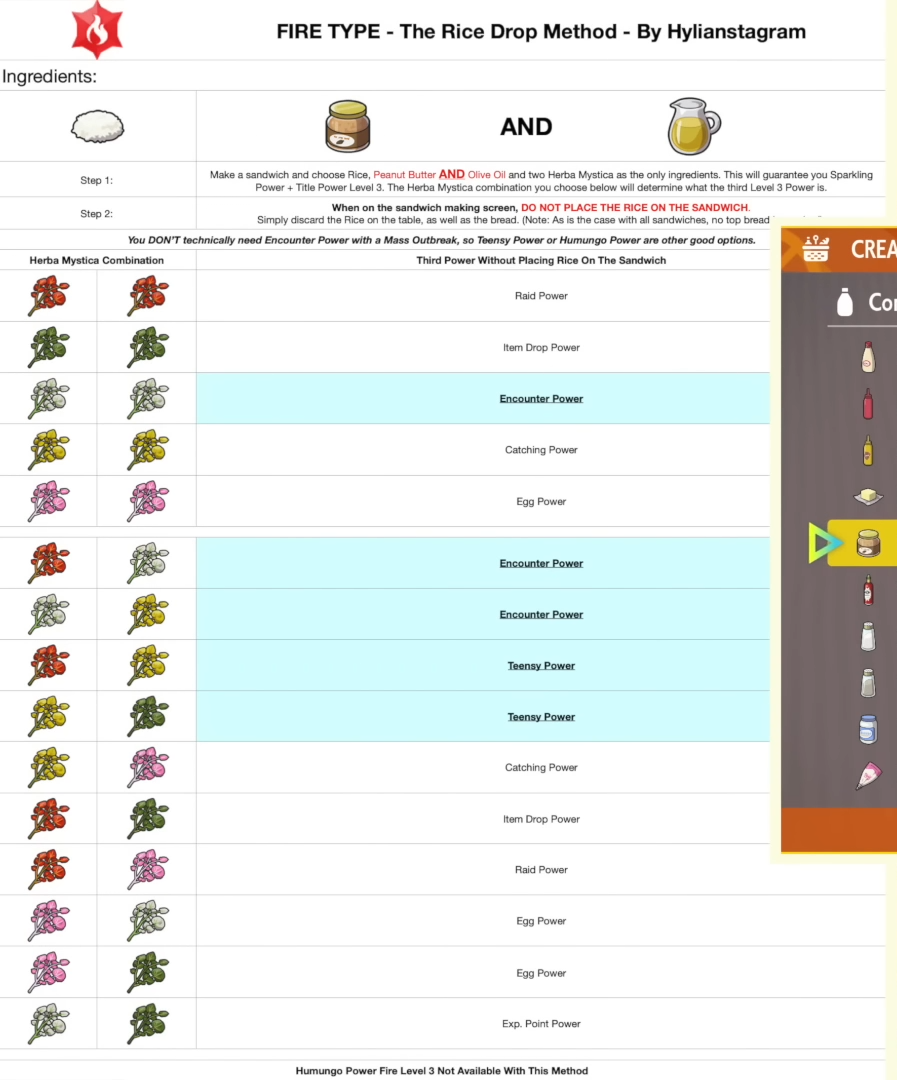 FIRE TYPE - The Rice Drop Method - By Hylianstagram
Ingredients:
AND
Step 1:
Make a sandwich and choose Rice, Peanut Butter AND Olive Oil and two Herba Mystica as the only ingredients. This will guarantee you Sparkling
Power + Title Power Level 3. The Herba Mystica combination you choose below will determine what the third Level 3 Power is.
Step 2:
When on the sandwich making screen, DO NOT PLACE THE RICE ON THE SANDWICH.
Simply discard the Rice on the table, as well as the bread. (Note: As is the case with all sandwiches, no top bread
You DON'T technically need Encounter Power with a Mass Outbreak, so Teensy Power or Humungo Power are other good options.
Herba Mystica Combination
Third Power Without Placing Rice On The Sandwich
Raid Power
Item Drop Power
Encounter Power
Catching Power
Egg Power
Encounter Power
Encounter Power
Teensy Power
Teensy Power
Catching Power
Item Drop Power
Raid Power
Egg Power
Egg Power
Exp. Point Power
Humungo Power Fire Level 3 Not Available With This Method
CREA
Con